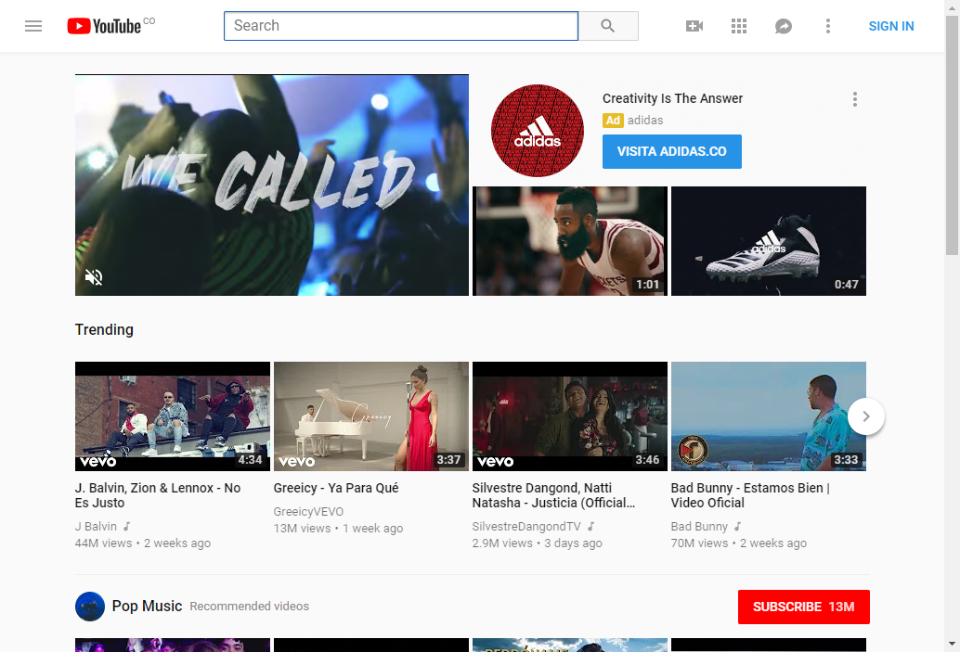 YouTube CO
Search
SIGN IN
WE CALLED
Creativity Is The Answer
Ad adidas
VISITA ADIDAS.CO
adidas
1:01
adidas
0:47
Trending
vevo 4:34
Greeicy
vevo 3:37
vevo 3:46
3:33
J. Balvin, Zion & Lennox - No
Es Justo
J Balvin
44M views • 2 weeks ago
Greeicy - Ya Para Qué
GreeicyVEVO
13M views • 1 week ago
Silvestre Dangond, Natti
Natasha - Justicia (Official...
SilvestreDangondTV
2.9M views • 3 days ago
Bad Bunny - Estamos Bien |
Video Oficial
Bad Bunny
70M views • 2 weeks ago
Pop Music Recommended videos
SUBSCRIBE 13M